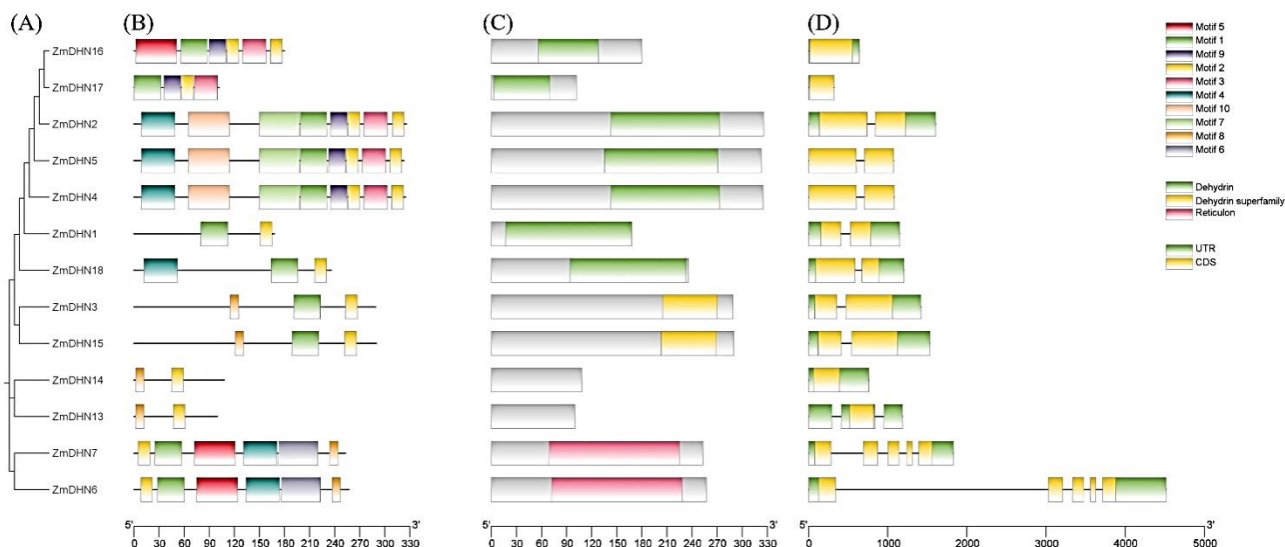 (A) (B) (C) (D)
ZmDHN16
ZmDHN17
ZmDHN2
ZmDHN5
ZmDHN4
ZmDHN1
ZmDHN18
ZmDHN3
ZmDHN15
ZmDHN14
ZmDHN13
ZmDHN7
ZmDHN6
Motif 5
Motif 1
Motif 9
Motif 2
Motif 3
Motif 4
Motif 10
Motif 7
Motif 8
Motif 6
Dehydrin
Dehydrin superfamily
Reticulon
UTR
CDS
5' 3' 5' 3' 5' 3'
0 30 60 90 120 150 180 210 240 270 300 330 0 30 60 90 120 150 180 210 240 270 300 330 0 1000 2000 3000 4000 5000